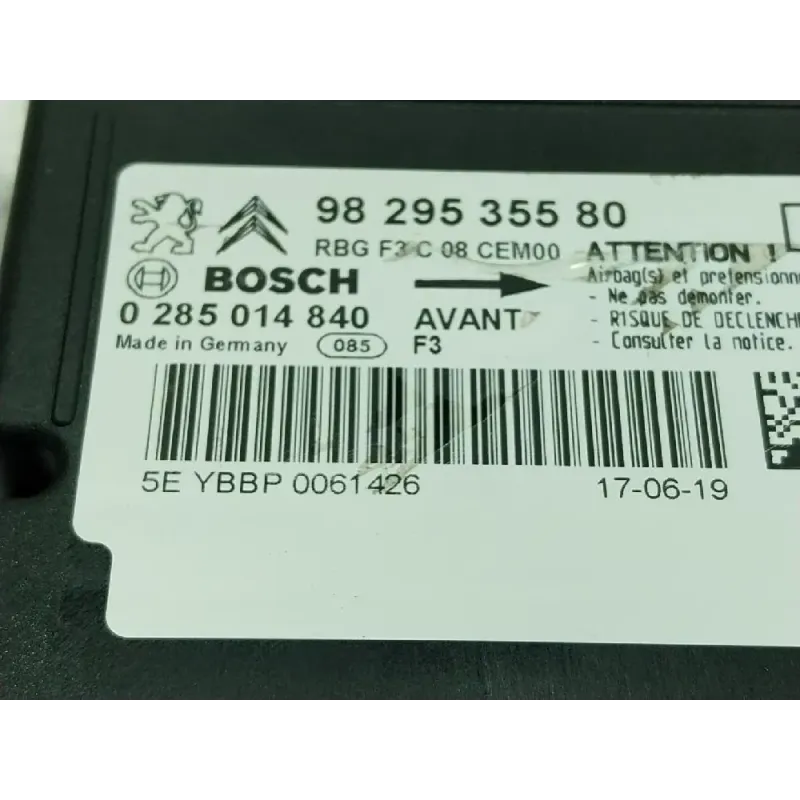 98 295 355 80
RBG F3 C 08 CEM00
BOSCH
0 285 014 840
Made in Germany 085
AVANT
F3
ATTENTION !
Airbag(s) et pretensionn
- Ne pas demonter.
- RISQUE DE DECLENCHE
- Consulter la notice.
5E YBBP 0061426
17-06-19